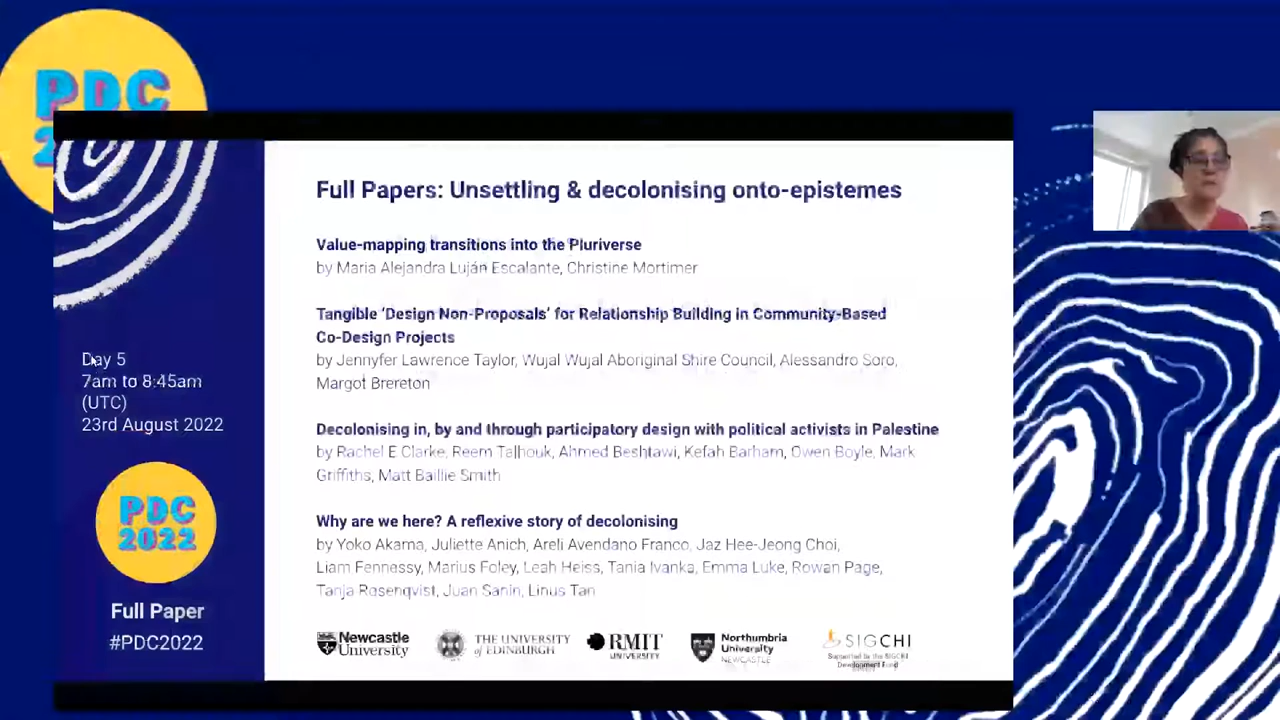 PDC
2
Full Papers: Unsettling & decolonising onto-epistemes
Value-mapping transitions into the Pluriverse
by Maria Alejandra Luján Escalante, Christine Mortimer
Tangible ‘Design Non-Proposals’ for Relationship Building in Community-Based
Co-Design Projects
by Jennyfer Lawrence Taylor, Wujal Wujal Aboriginal Shire Council, Alessandro Soro,
Margot Brereton
Decolonising in, by and through participatory design with political activists in Palestine
by Rachel E Clarke, Reem Talhouk, Ahmed Beshtawi, Kefah Barham, Owen Boyle, Mark
Griffiths, Matt Baillie Smith
Why are we here? A reflexive story of decolonising
by Yoko Akama, Juliette Anich, Areli Avendano Franco, Jaz Hee-Jeong Choi,
Liam Fennessy, Marius Foley, Leah Heiss, Tania Ivanka, Emma Luke, Rowan Page,
Tanja Rosenqvist, Juan Sanin, Linus Tan
Day 5
7am to 8:45am
(UTC)
23rd August 2022
PDC
2022
Full Paper
#PDC2022
Newcastle
University
THE UNIVERSITY
of EDINBURGH
RMIT
UNIVERSITY
Northumbria
University
NEWCASTLE
SIGCHI
Supported by the SIGCHI
Development Fund